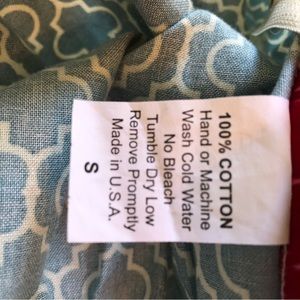 100% COTTON
Hand or Machine
Wash Cold Water
No Bleach
Tumble Dry Low
Remove Promptly
Made in U.S.A.
S